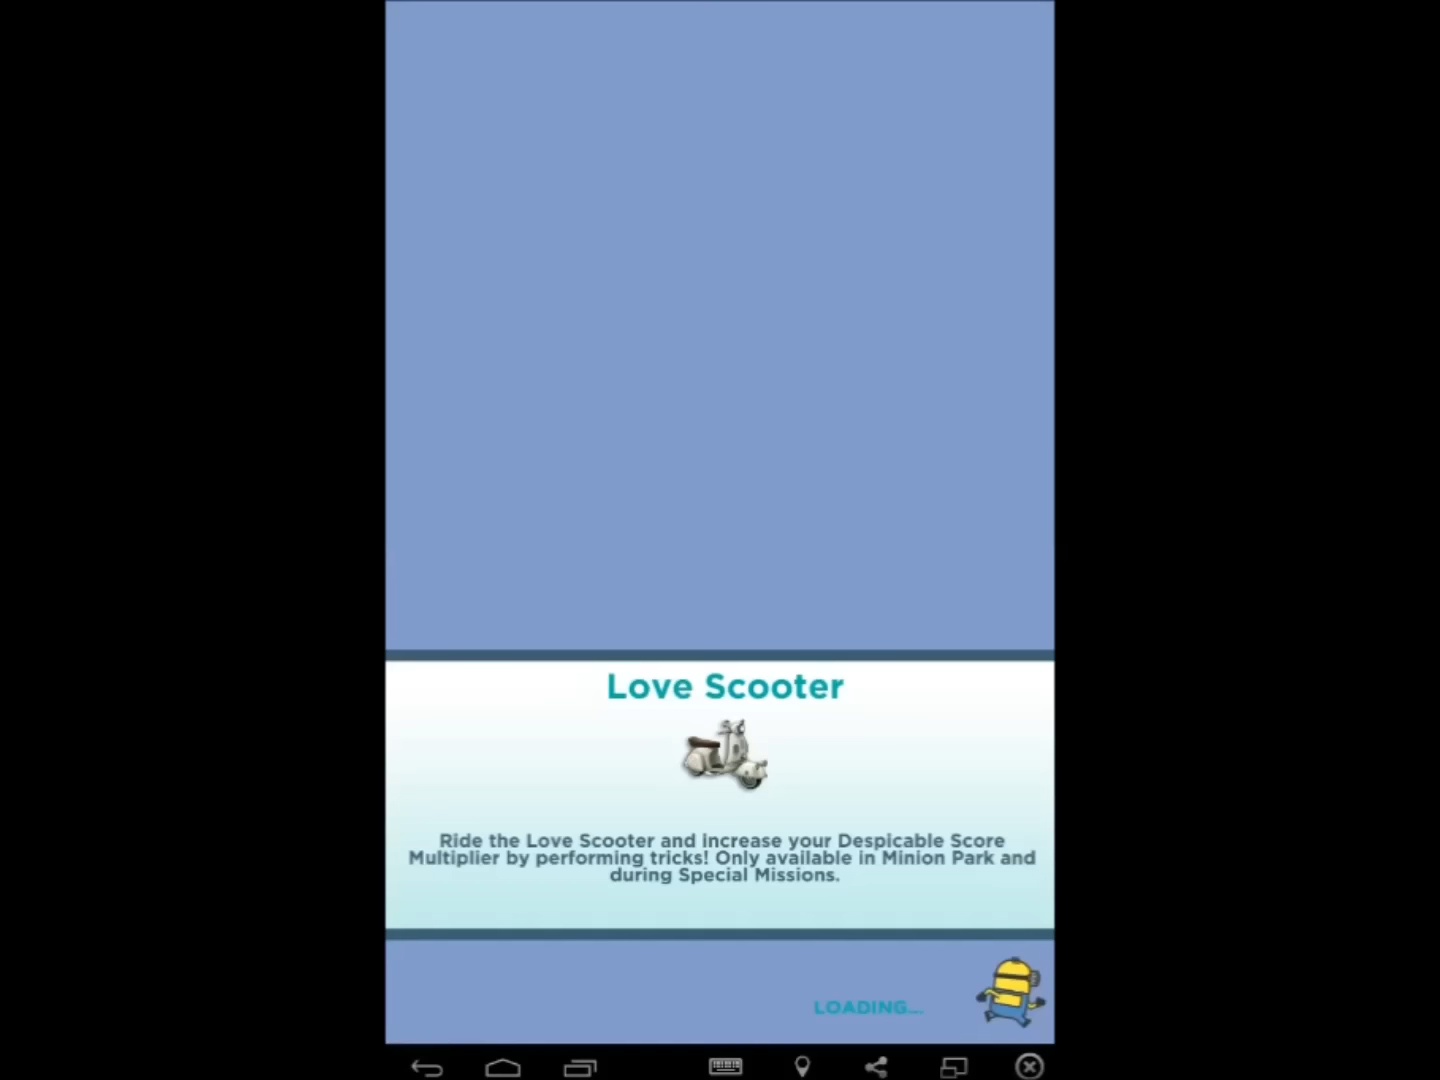 Love Scooter
Ride the Love Scooter and increase your Despicable Score
Multiplier by performing tricks! Only available in Minion Park and
during Special Missions.
LOADING...